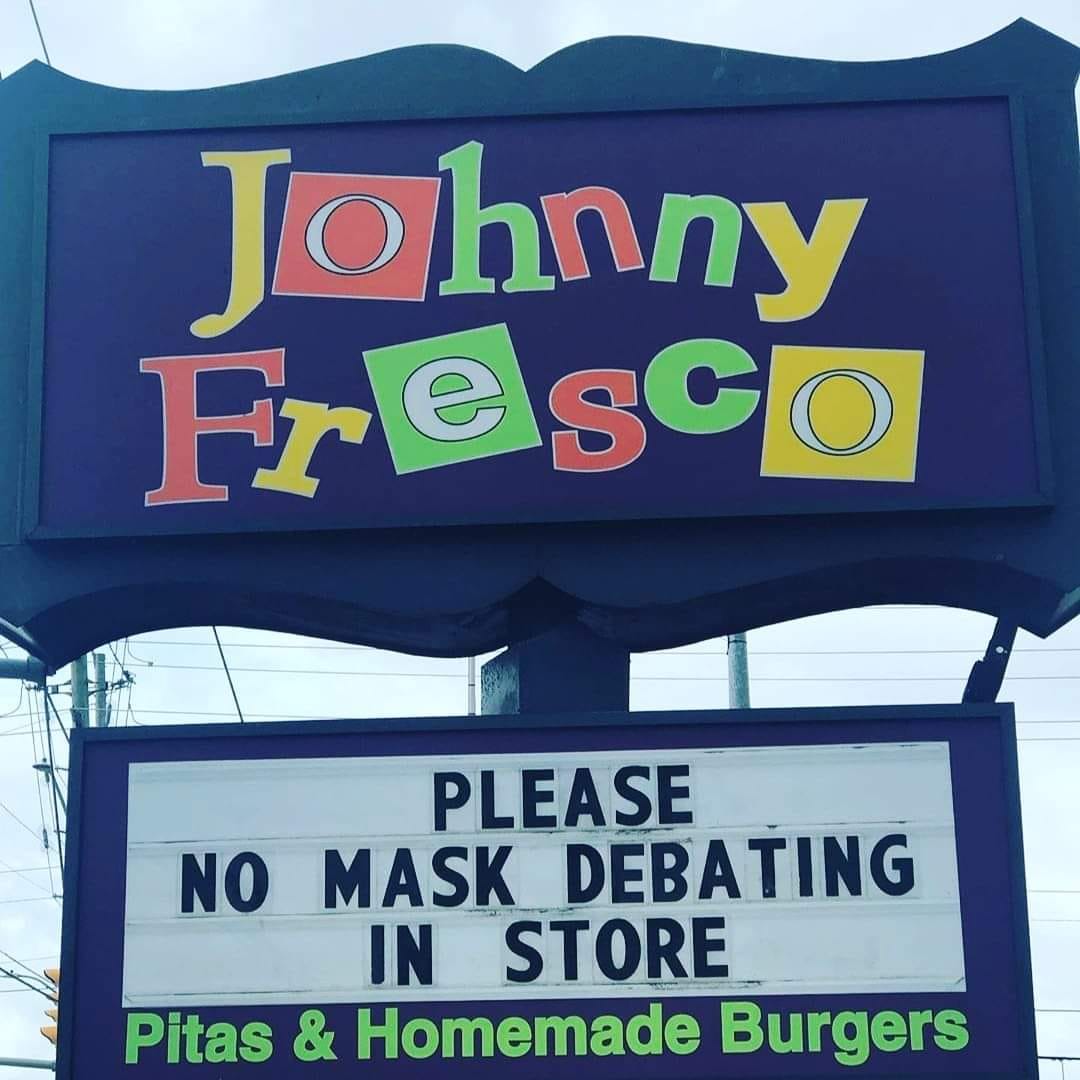 Johnny
Fresco
PLEASE
NO MASK DEBATING
IN STORE
Pitas & Homemade Burgers